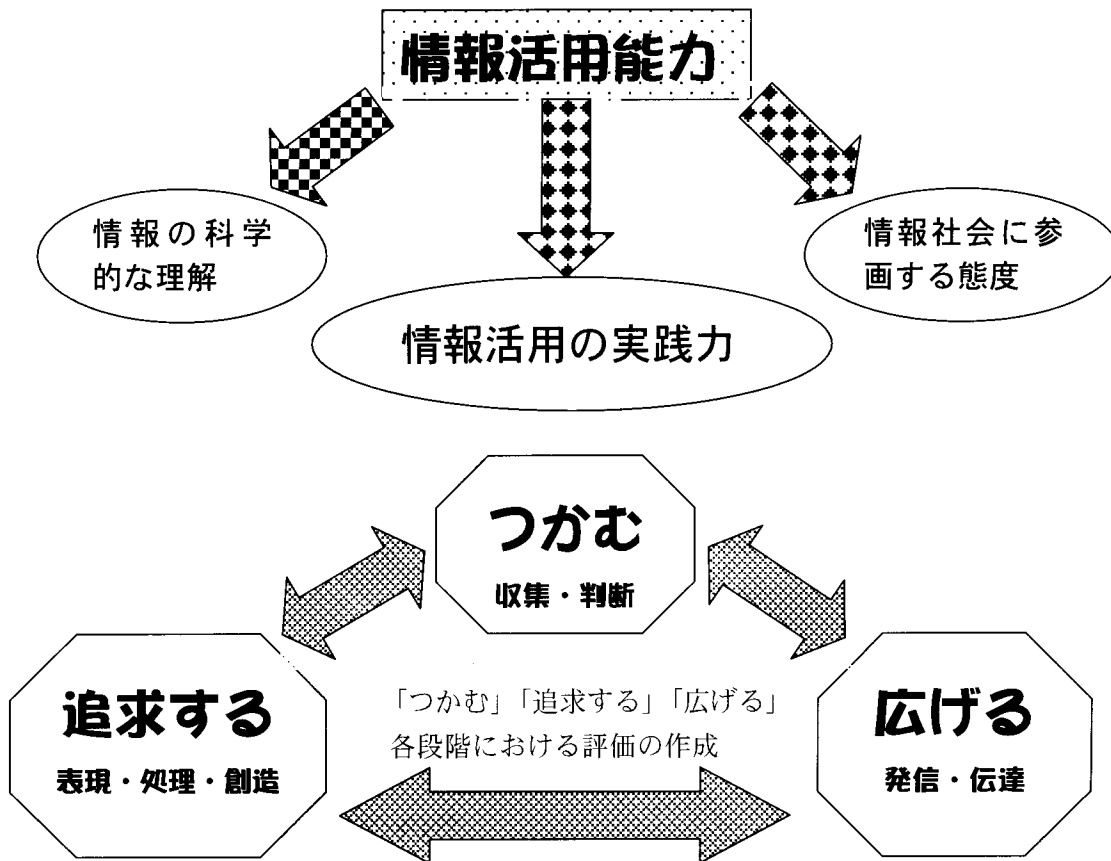 情報活用能力
情報の科学
的な理解
情報社会に参
画する態度
情報活用の実践力
つかむ
収集・判断
追求する
表現・処理・創造
「つかむ」「追求する」「広げる」
各段階における評価の作成
広げる
発信・伝達